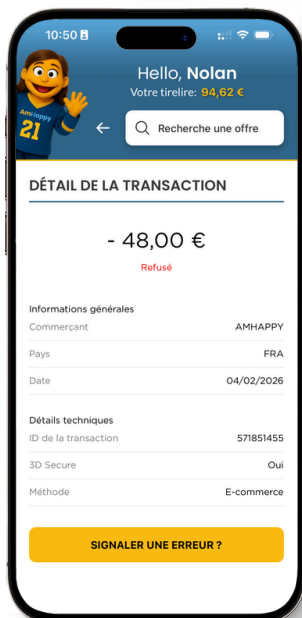 10:50
Hello, Nolan
Votre tirelire: 94,62 €
AmHappy
21
Recherche une offre
DÉTAIL DE LA TRANSACTION
- 48,00 €
Refusé
Informations générales
Commerçant AMHAPPY
Pays FRA
Date 04/02/2026
Détails techniques
ID de la transaction 571851455
3D Secure Oui
Méthode E-commerce
SIGNALER UNE ERREUR ?